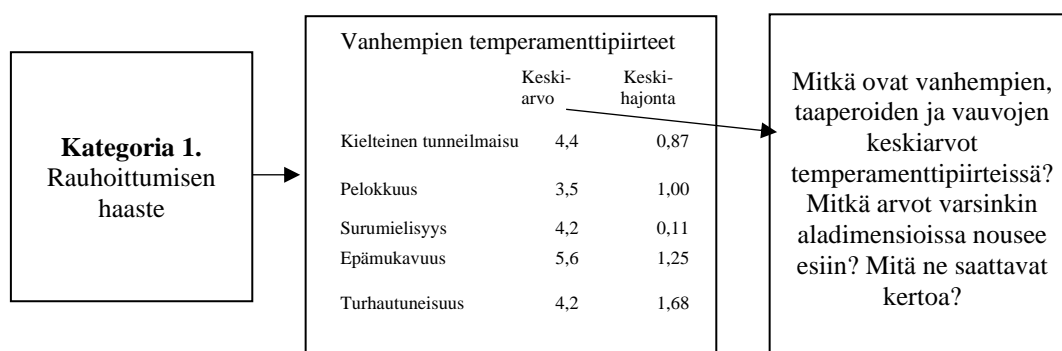 Kategoria 1.
Rauhoittumisen
haaste
Vanhempien temperamenttipiirteet
Keski- Keski-
arvo hajonta
Kielteinen tunneilmaisu 4,4 0,87
Pelokkuus 3,5 1,00
Surumielisyys 4,2 0,11
Epämukavuus 5,6 1,25
Turhautuneisuus 4,2 1,68
Mitkä ovat vanhempien,
taaperoiden ja vauvojen
keskiarvot
temperamenttipiirteissä?
Mitkä arvot varsinkin
aladimensioissa nousee
esiin? Mitä ne saattavat
kertoa?